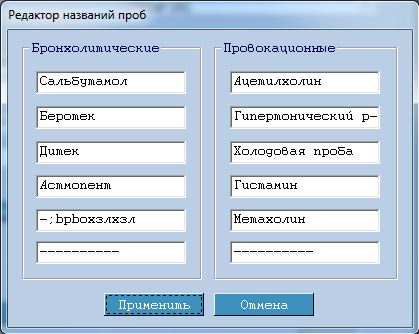 Редактор названий проб
Бронхолитические
Сальбутамол
Беротек
Дитек
Астмопент
-;bpboxзлхзл
----------
Провокационные
Ацетилхолин
Гипертонический р-
Холодовая проба
Гистамин
Метахолин
----------
Применить
Отмена